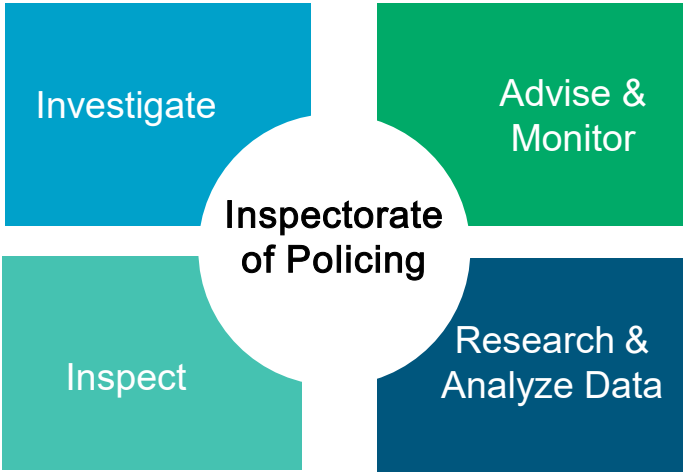 Investigate
Advise &
Monitor
Inspectorate
of Policing
Inspect
Research &
Analyze Data